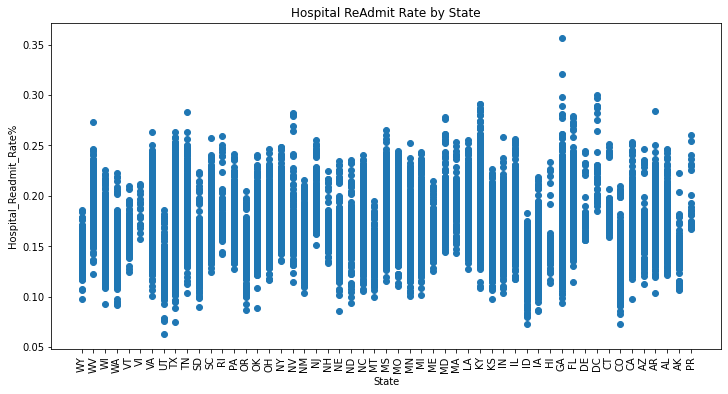 Hospital ReAdmit Rate by State
Hospital_Readmit_Rate%
0.35
0.30
0.25
0.20
0.15
0.10
0.05
WY WV WI WA VT VI VA UT TX TN SD SC RI PA OR OK OH NY NV NM NJ NH NE ND NC MT MS MO MN MI ME MD MA LA KY KS IN IL ID IA HI GA FL DE DC CT CO CA AZ AR AL AK PR
State